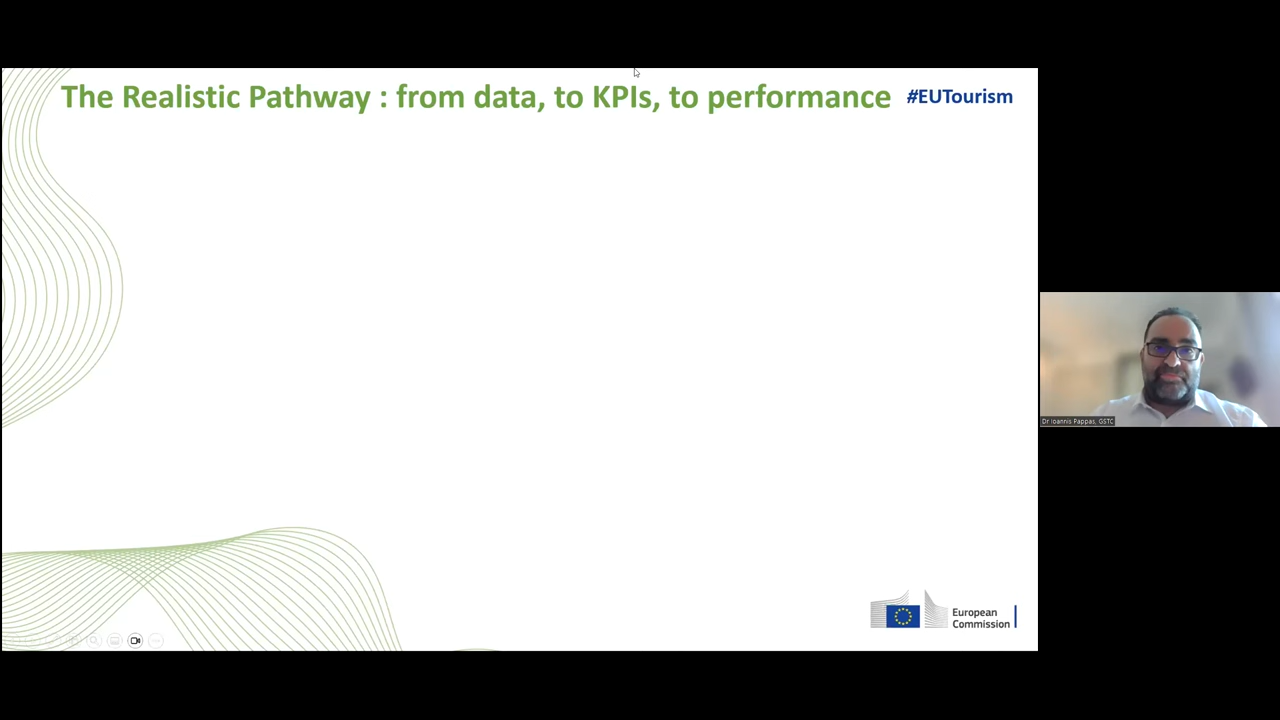 The Realistic Pathway : from data, to KPIs, to performance
#EUTourism
Dr Ioannis Pappas, GSTC
European
Commission